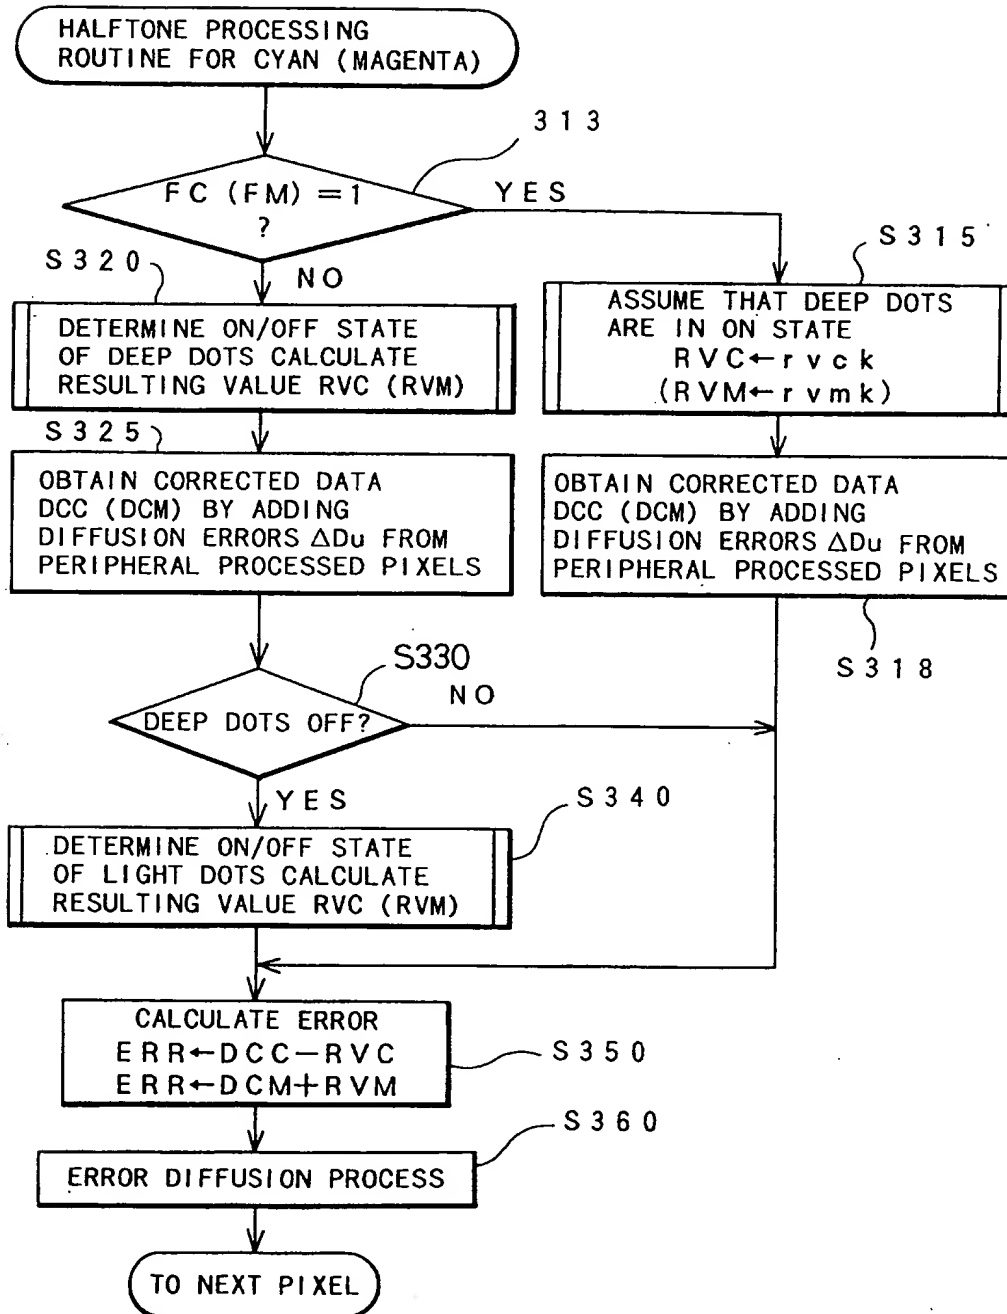 HALFTONE PROCESSING
ROUTINE FOR CYAN (MAGENTA)
313
FC (FM) = 1
?
YES
NO
S320
S315
DETERMINE ON/OFF STATE
OF DEEP DOTS CALCULATE
RESULTING VALUE RVC (RVM)
ASSUME THAT DEEP DOTS
ARE IN ON STATE
RVC←rvck
(RVM←rvmk)
S325
OBTAIN CORRECTED DATA
DCC (DCM) BY ADDING
DIFFUSION ERRORS ΔDu FROM
PERIPHERAL PROCESSED PIXELS
OBTAIN CORRECTED DATA
DCC (DCM) BY ADDING
DIFFUSION ERRORS ΔDu FROM
PERIPHERAL PROCESSED PIXELS
S318
S330
NO
DEEP DOTS OFF?
YES
S340
DETERMINE ON/OFF STATE
OF LIGHT DOTS CALCULATE
RESULTING VALUE RVC (RVM)
CALCULATE ERROR
ERR←DCC−RVC
ERR←DCM+RVM
S350
S360
ERROR DIFFUSION PROCESS
TO NEXT PIXEL